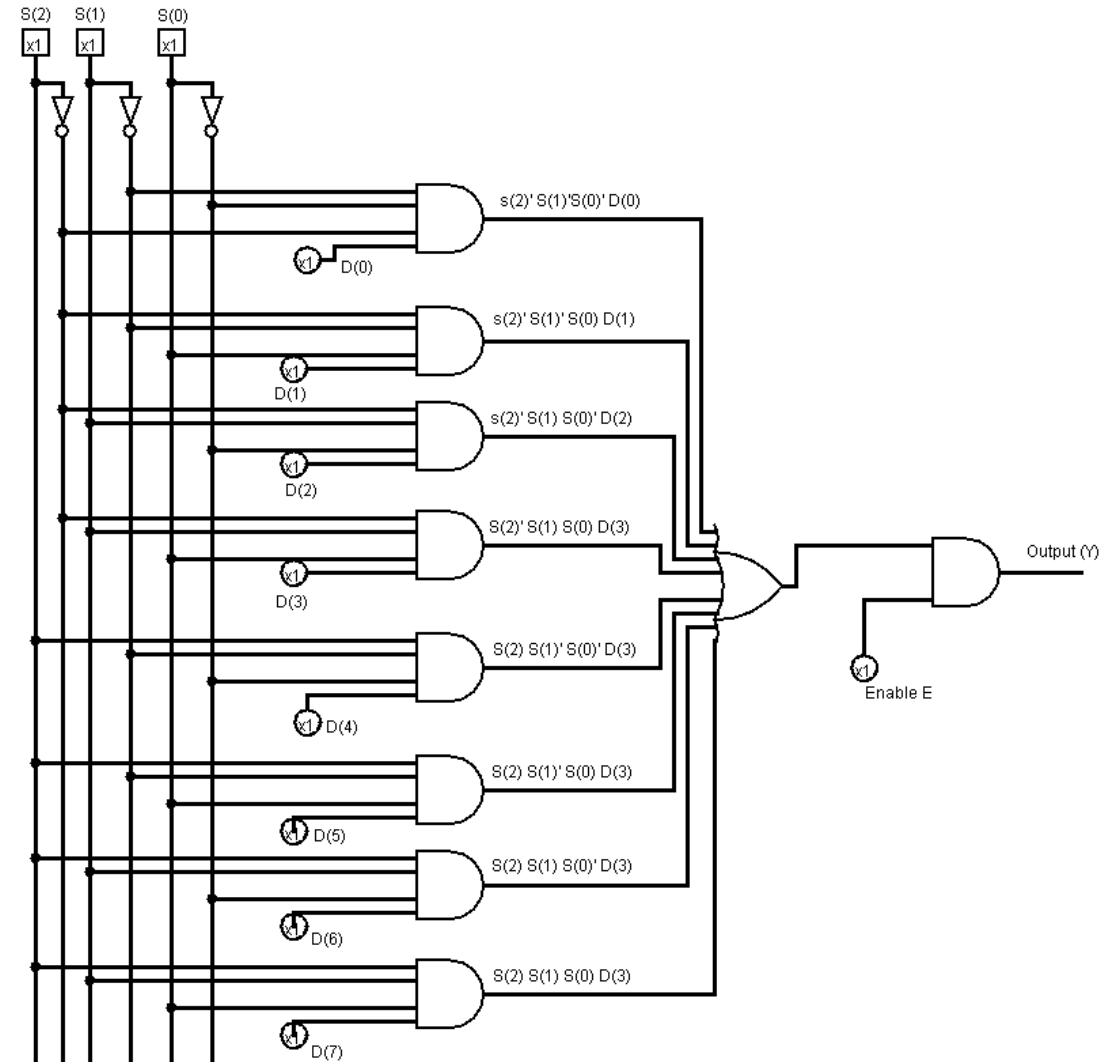 S(2) S(1) S(0)
x1 x1 x1
s(2)' S(1)'S(0)' D(0)
x1 D(0)
s(2)' S(1)' S(0) D(1)
x1
D(1)
s(2)' S(1) S(0)' D(2)
x1
D(2)
S(2)' S(1) S(0) D(3)
x1
D(3)
Output (Y)
S(2) S(1)' S(0)' D(3)
x1
Enable E
x1 D(4)
S(2) S(1)' S(0) D(3)
x1 D(5)
S(2) S(1) S(0)' D(3)
x1 D(6)
S(2) S(1) S(0) D(3)
x1 D(7)